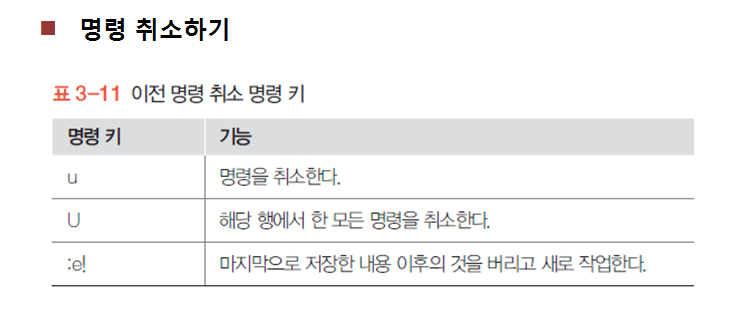 ■ 명령 취소하기
표 3-11 이전 명령 취소 명령 키
명령 키 기능
u 명령을 취소한다.
U 해당 행에서 한 모든 명령을 취소한다.
:e! 마지막으로 저장한 내용 이후의 것을 버리고 새로 작업한다.